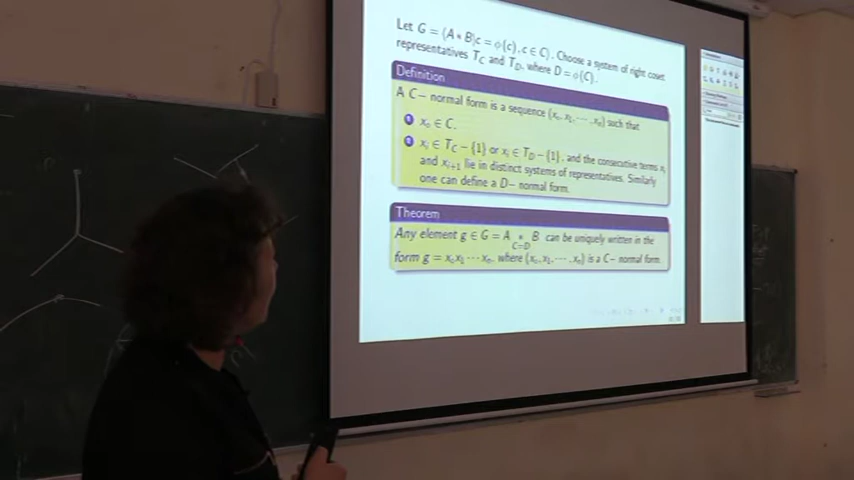 Let G = ⟨A * B|c = ϕ(c), c ∈ C⟩. Choose a system of right coset
representatives T_C and T_D, where D = ϕ(C).
Definition
A C− normal form is a sequence (x₀, x₁, ⋯ , xₙ) such that
1 x₀ ∈ C.
2 xᵢ ∈ T_C − {1} or xᵢ ∈ T_D − {1}, and the consecutive terms xᵢ
and xᵢ₊₁ lie in distinct systems of representatives. Similarly
one can define a D− normal form.
Theorem
Any element g ∈ G = A * B can be uniquely written in the
C=D
form g = x₀x₁ ⋯ xₙ, where (x₀, x₁, ⋯ , xₙ) is a C− normal form.